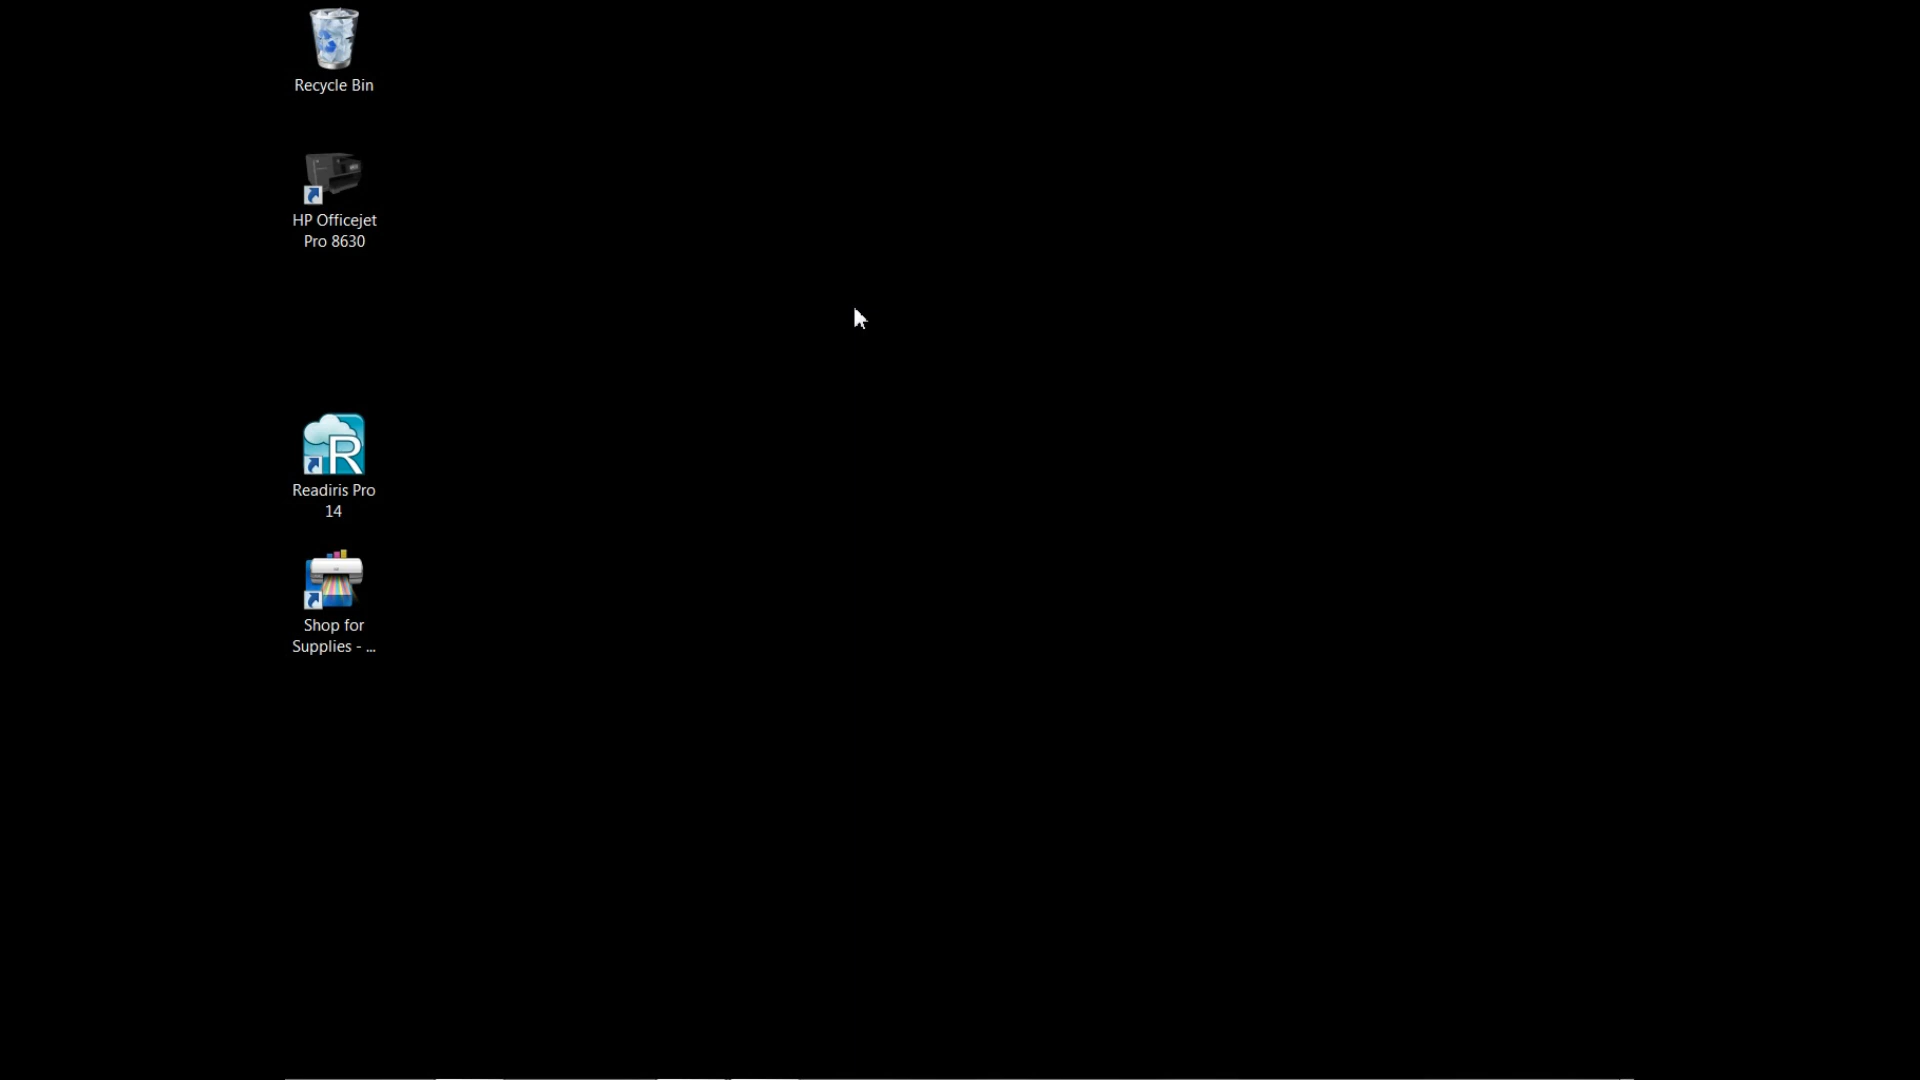 Recycle Bin
HP Officejet
Pro 8630
R
Readiris Pro
14
Shop for
Supplies - ...